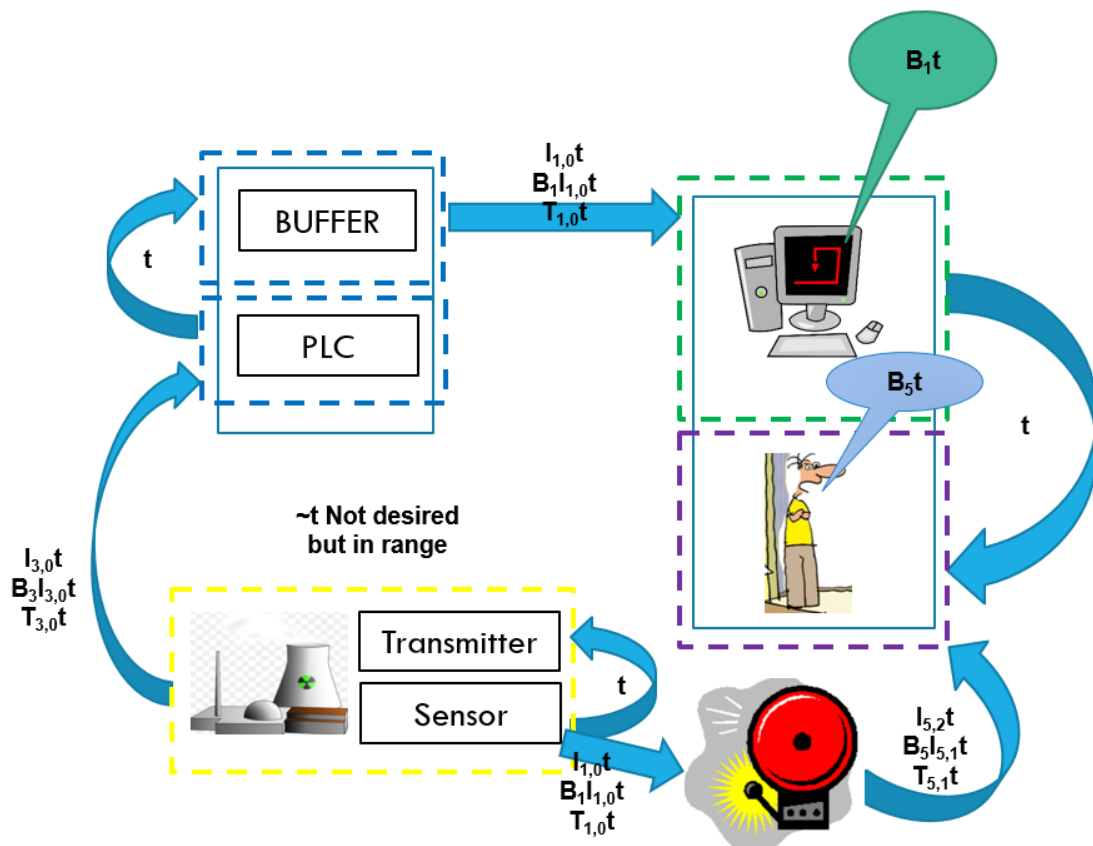 B₁t
I₁,₀t
B₁I₁,₀t
T₁,₀t
BUFFER
t
PLC
B₅t
t
~t Not desired
but in range
I₃,₀t
B₃I₃,₀t
T₃,₀t
Transmitter
t
Sensor
I₁,₀t
B₁I₁,₀t
T₁,₀t
I₅,₂t
B₅I₅,₁t
T₅,₁t